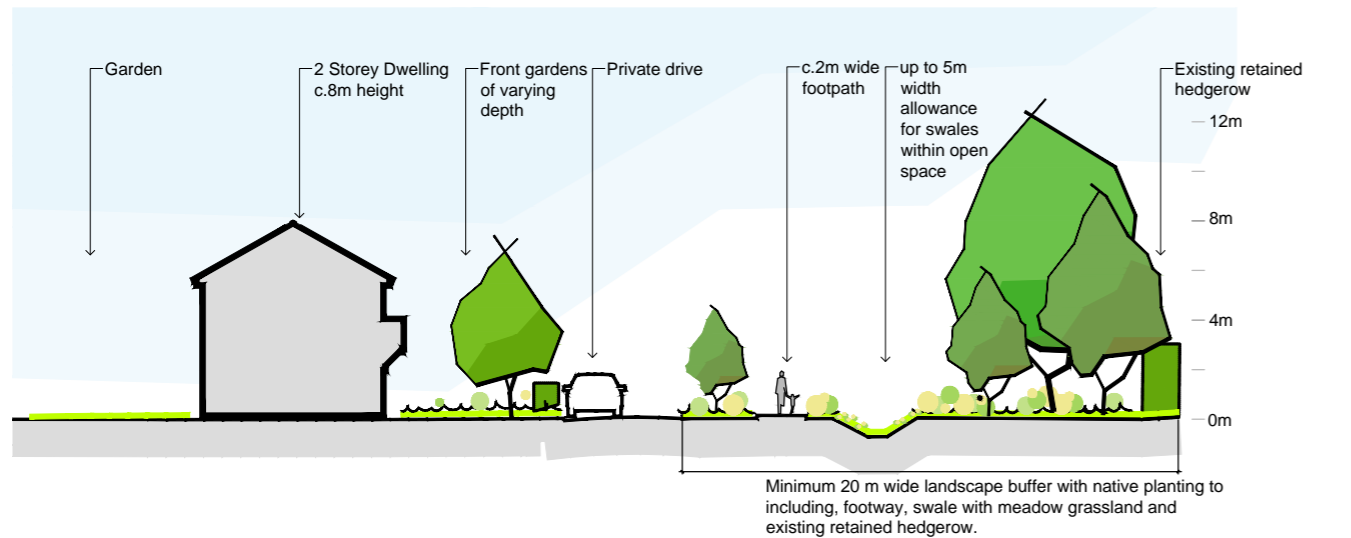 Garden
2 Storey Dwelling
c.8m height
Front gardens
of varying
depth
Private drive
c.2m wide
footpath
up to 5m
width
allowance
for swales
within open
space
Existing retained
hedgerow
12m
8m
4m
0m
Minimum 20 m wide landscape buffer with native planting to
including, footway, swale with meadow grassland and
existing retained hedgerow.